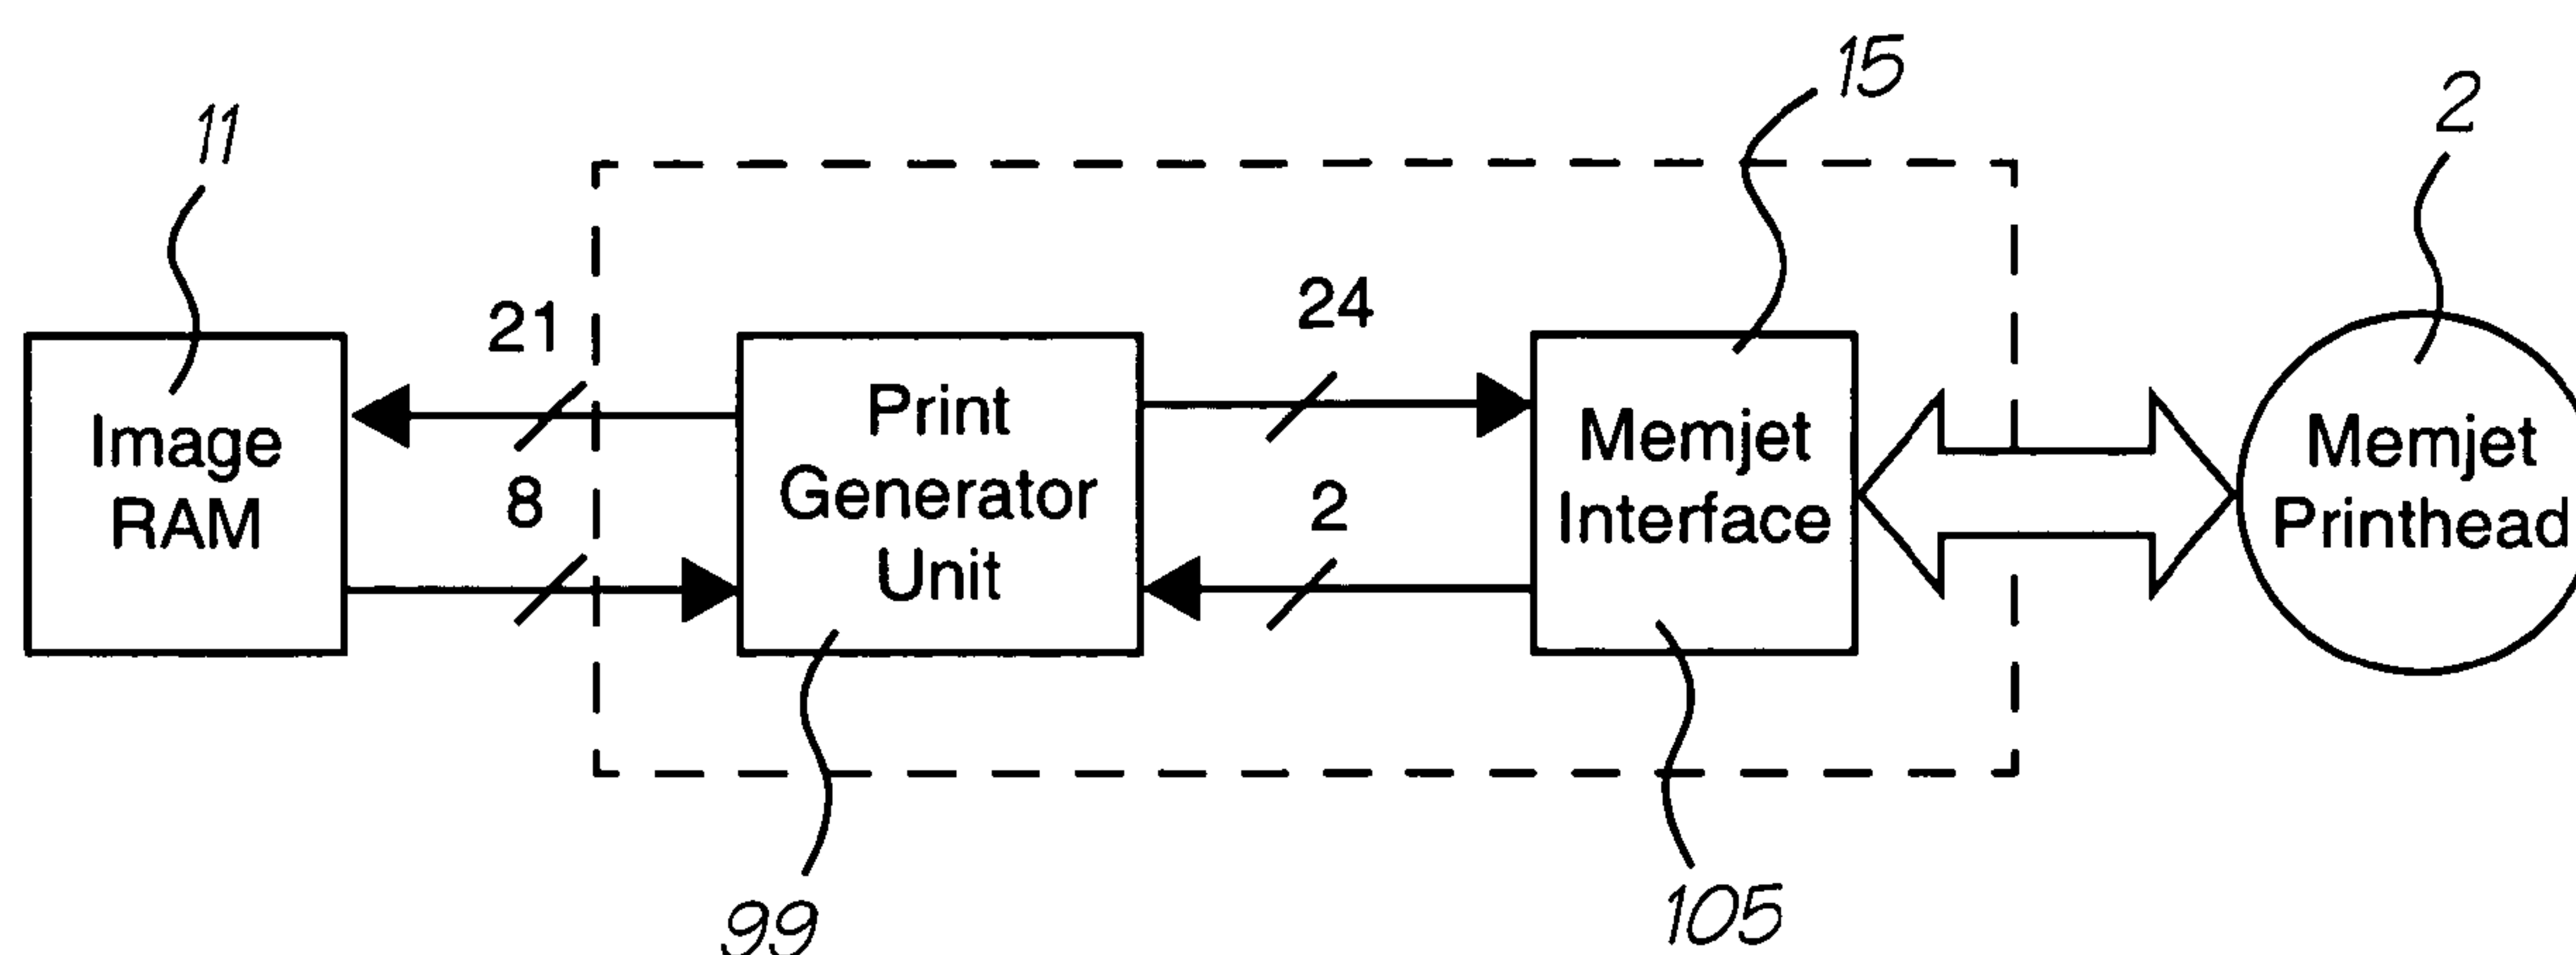 15
2
11
21
24
8
2
Image
RAM
Print
Generator
Unit
Memjet
Interface
Memjet
Printhead
99
105